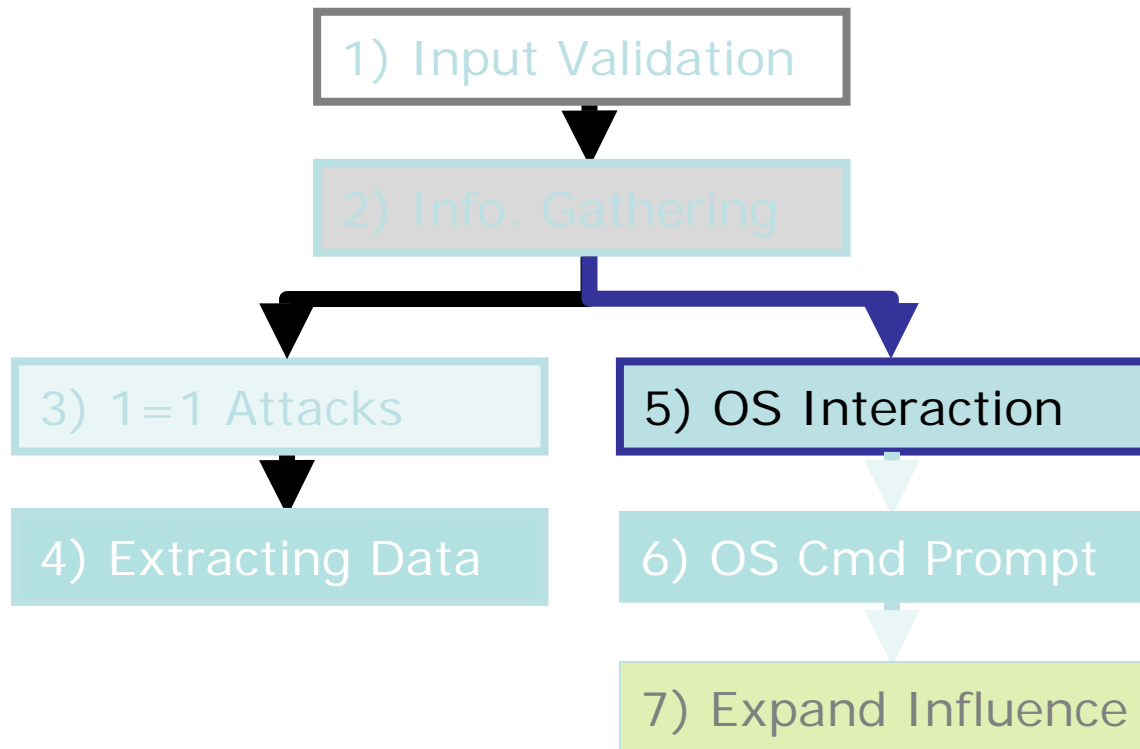 1) Input Validation
2) Info. Gathering
3) 1=1 Attacks
5) OS Interaction
4) Extracting Data
6) OS Cmd Prompt
7) Expand Influence